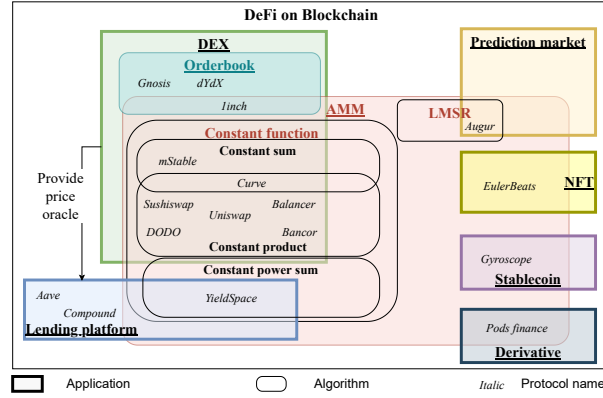 DeFi on Blockchain
DEX
Prediction market
Orderbook
Gnosis dYdX
1inch
AMM
LMSR
Augur
Constant function
Constant sum
mStable
Provide
price
oracle
Curve
EulerBeats NFT
Sushiswap Balancer
Uniswap
DODO Bancor
Constant product
Constant power sum
Gyroscope
Stablecoin
Aave
YieldSpace
Compound
Lending platform
Pods finance
Derivative
Application Algorithm Italic Protocol name